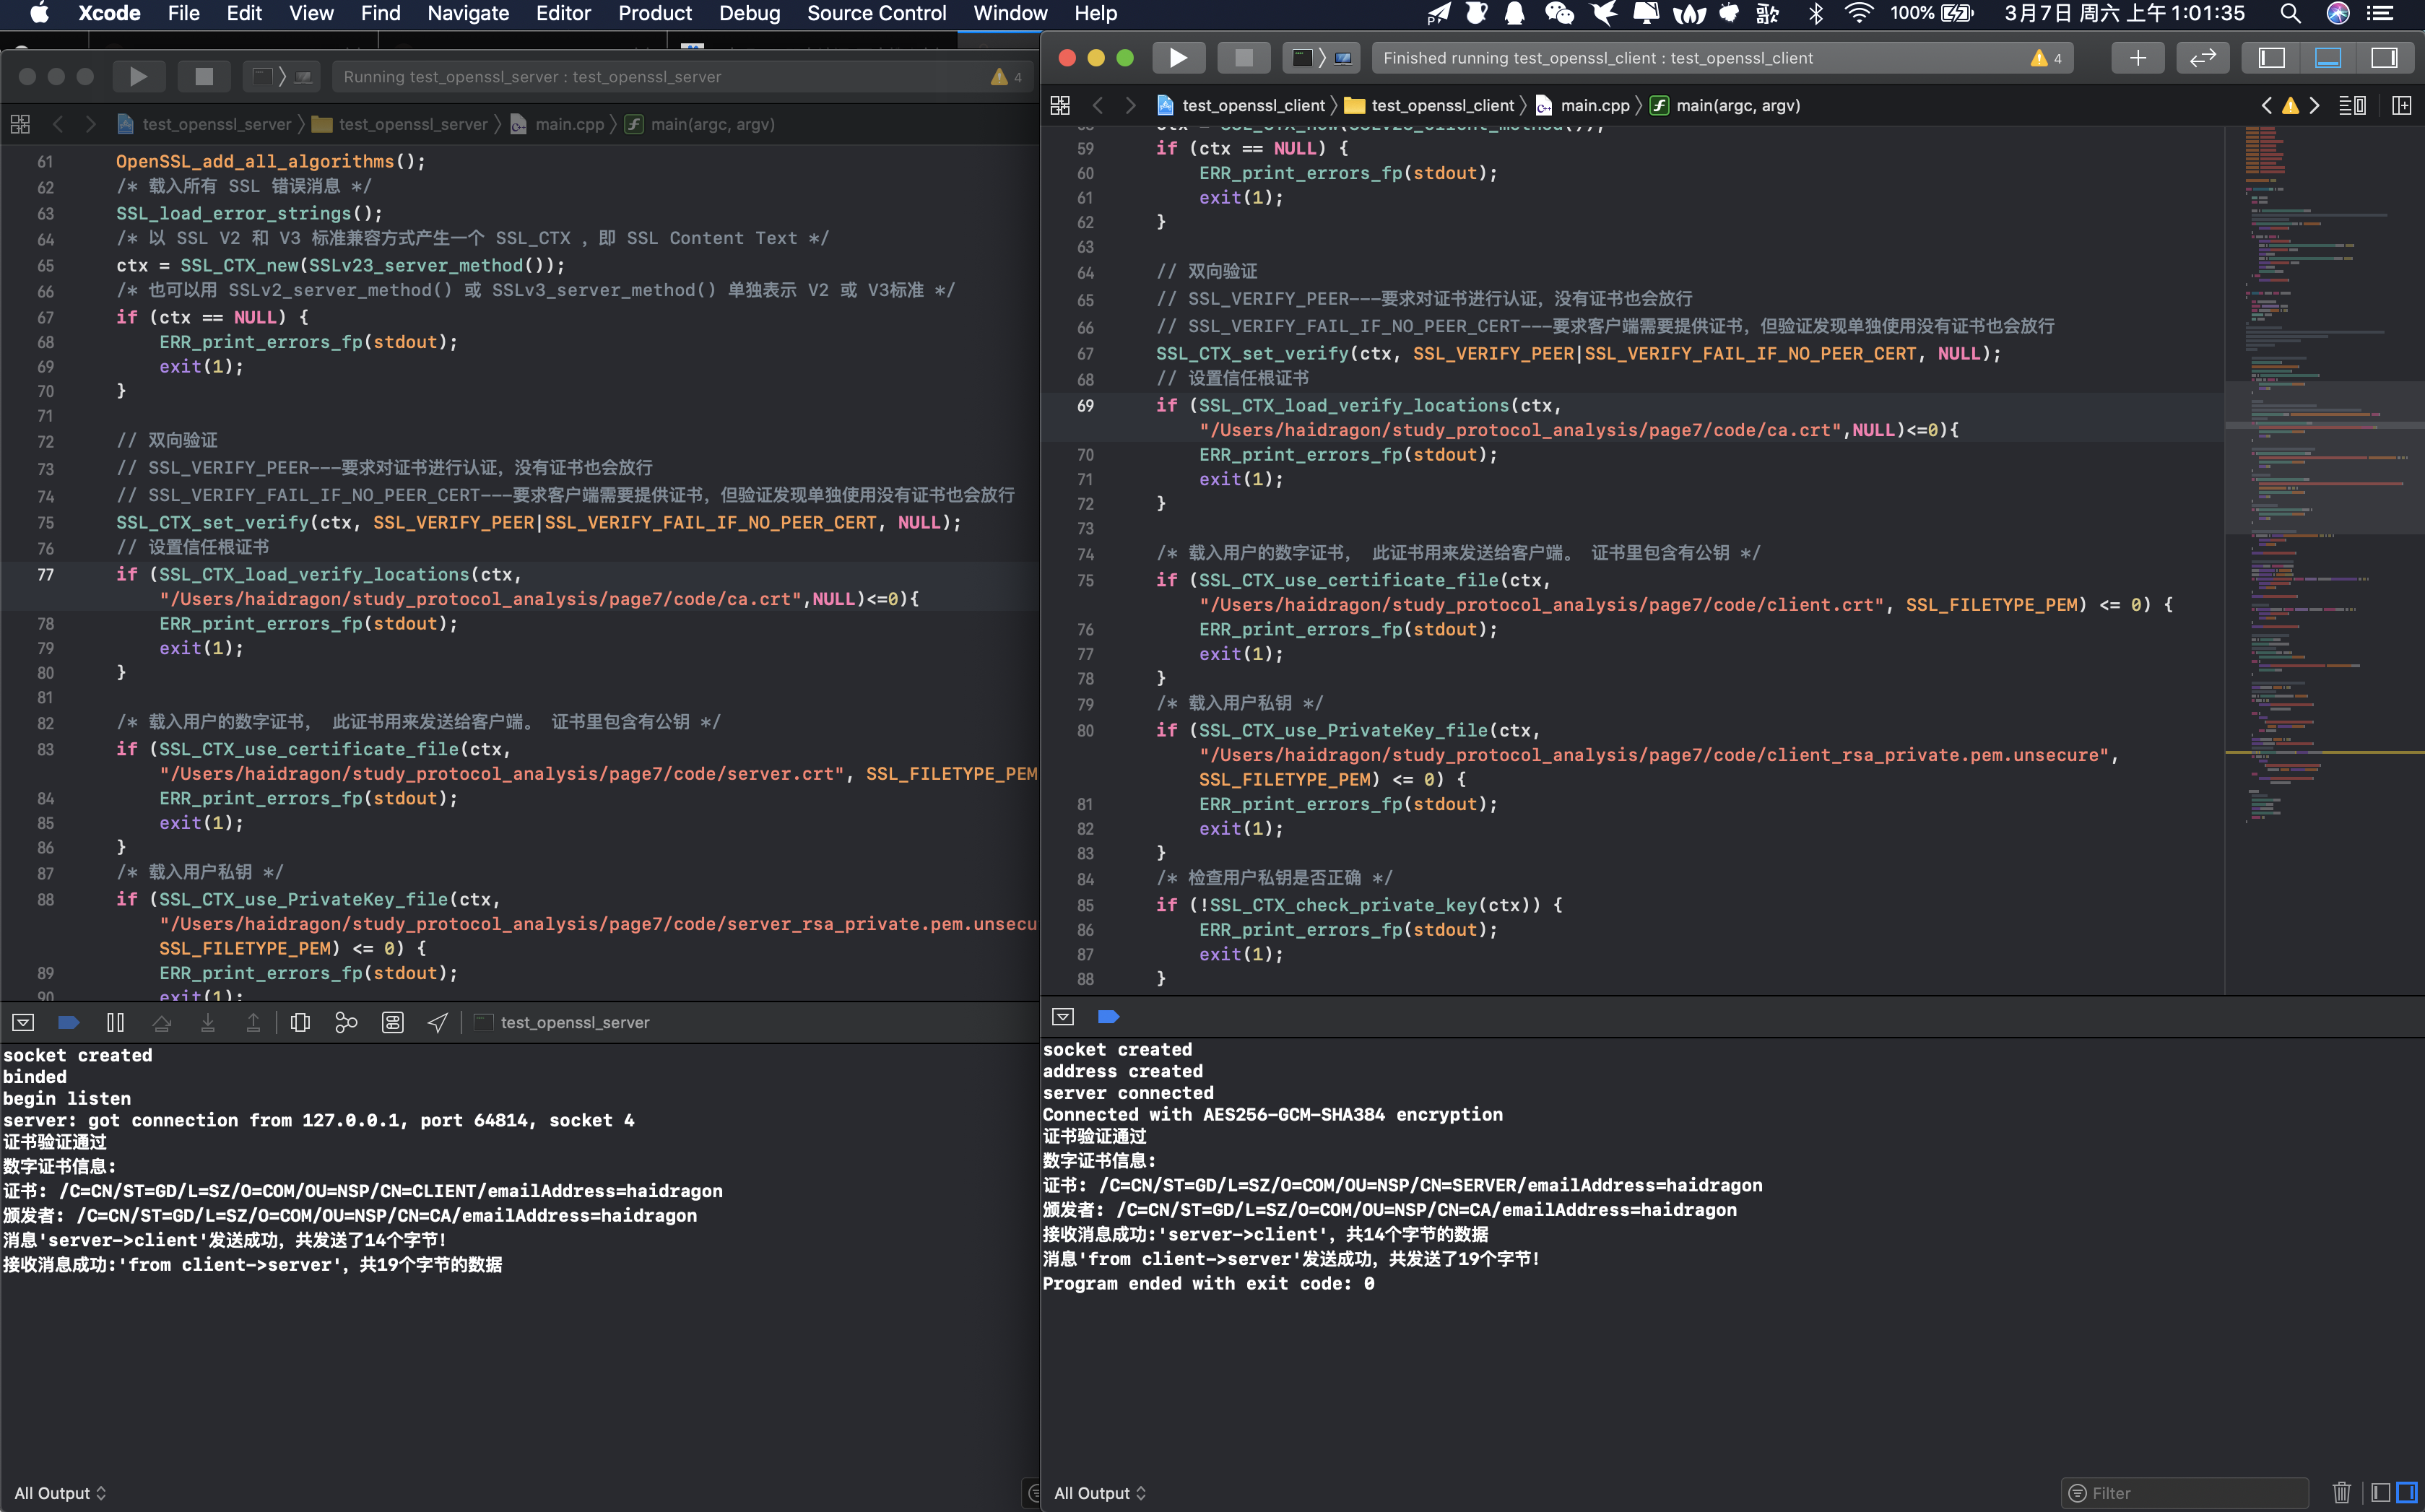 Xcode File Edit View Find Navigate Editor Product Debug Source Control Window Help 100% 3月7日 周六 上午 1:01:35
Running test_openssl_server : test_openssl_server 4
test_openssl_server test_openssl_server main.cpp main(argc, argv)
61 OpenSSL_add_all_algorithms();
62 /* 载入所有 SSL 错误消息 */
63 SSL_load_error_strings();
64 /* 以 SSL V2 和 V3 标准兼容方式产生一个 SSL_CTX ，即 SSL Content Text */
65 ctx = SSL_CTX_new(SSLv23_server_method());
66 /* 也可以用 SSLv2_server_method() 或 SSLv3_server_method() 单独表示 V2 或 V3标准 */
67 if (ctx == NULL) {
68 ERR_print_errors_fp(stdout);
69 exit(1);
70 }
71
72 // 双向验证
73 // SSL_VERIFY_PEER---要求对证书进行认证，没有证书也会放行
74 // SSL_VERIFY_FAIL_IF_NO_PEER_CERT---要求客户端需要提供证书，但验证发现单独使用没有证书也会放行
75 SSL_CTX_set_verify(ctx, SSL_VERIFY_PEER|SSL_VERIFY_FAIL_IF_NO_PEER_CERT, NULL);
76 // 设置信任根证书
77 if (SSL_CTX_load_verify_locations(ctx,
"/Users/haidragon/study_protocol_analysis/page7/code/ca.crt",NULL)<=0){
78 ERR_print_errors_fp(stdout);
79 exit(1);
80 }
81
82 /* 载入用户的数字证书， 此证书用来发送给客户端。 证书里包含有公钥 */
83 if (SSL_CTX_use_certificate_file(ctx,
"/Users/haidragon/study_protocol_analysis/page7/code/server.crt", SSL_FILETYPE_PEM
84 ERR_print_errors_fp(stdout);
85 exit(1);
86 }
87 /* 载入用户私钥 */
88 if (SSL_CTX_use_PrivateKey_file(ctx,
"/Users/haidragon/study_protocol_analysis/page7/code/server_rsa_private.pem.unsecu
SSL_FILETYPE_PEM) <= 0) {
89 ERR_print_errors_fp(stdout);
90 exit(1);
test_openssl_server
socket created
binded
begin listen
server: got connection from 127.0.0.1, port 64814, socket 4
证书验证通过
数字证书信息:
证书: /C=CN/ST=GD/L=SZ/O=COM/OU=NSP/CN=CLIENT/emailAddress=haidragon
颁发者: /C=CN/ST=GD/L=SZ/O=COM/OU=NSP/CN=CA/emailAddress=haidragon
消息'server->client'发送成功，共发送了14个字节!
接收消息成功:'from client->server'，共19个字节的数据
All Output
Finished running test_openssl_client : test_openssl_client 4
test_openssl_client test_openssl_client main.cpp main(argc, argv)
58 ctx = SSL_CTX_new(SSLv23_client_method());
59 if (ctx == NULL) {
60 ERR_print_errors_fp(stdout);
61 exit(1);
62 }
63
64 // 双向验证
65 // SSL_VERIFY_PEER---要求对证书进行认证，没有证书也会放行
66 // SSL_VERIFY_FAIL_IF_NO_PEER_CERT---要求客户端需要提供证书，但验证发现单独使用没有证书也会放行
67 SSL_CTX_set_verify(ctx, SSL_VERIFY_PEER|SSL_VERIFY_FAIL_IF_NO_PEER_CERT, NULL);
68 // 设置信任根证书
69 if (SSL_CTX_load_verify_locations(ctx,
"/Users/haidragon/study_protocol_analysis/page7/code/ca.crt",NULL)<=0){
70 ERR_print_errors_fp(stdout);
71 exit(1);
72 }
73
74 /* 载入用户的数字证书， 此证书用来发送给客户端。 证书里包含有公钥 */
75 if (SSL_CTX_use_certificate_file(ctx,
"/Users/haidragon/study_protocol_analysis/page7/code/client.crt", SSL_FILETYPE_PEM) <= 0) {
76 ERR_print_errors_fp(stdout);
77 exit(1);
78 }
79 /* 载入用户私钥 */
80 if (SSL_CTX_use_PrivateKey_file(ctx,
"/Users/haidragon/study_protocol_analysis/page7/code/client_rsa_private.pem.unsecure",
SSL_FILETYPE_PEM) <= 0) {
81 ERR_print_errors_fp(stdout);
82 exit(1);
83 }
84 /* 检查用户私钥是否正确 */
85 if (!SSL_CTX_check_private_key(ctx)) {
86 ERR_print_errors_fp(stdout);
87 exit(1);
88 }
socket created
address created
server connected
Connected with AES256-GCM-SHA384 encryption
证书验证通过
数字证书信息:
证书: /C=CN/ST=GD/L=SZ/O=COM/OU=NSP/CN=SERVER/emailAddress=haidragon
颁发者: /C=CN/ST=GD/L=SZ/O=COM/OU=NSP/CN=CA/emailAddress=haidragon
接收消息成功:'server->client'，共14个字节的数据
消息'from client->server'发送成功，共发送了19个字节!
Program ended with exit code: 0
All Output Filter